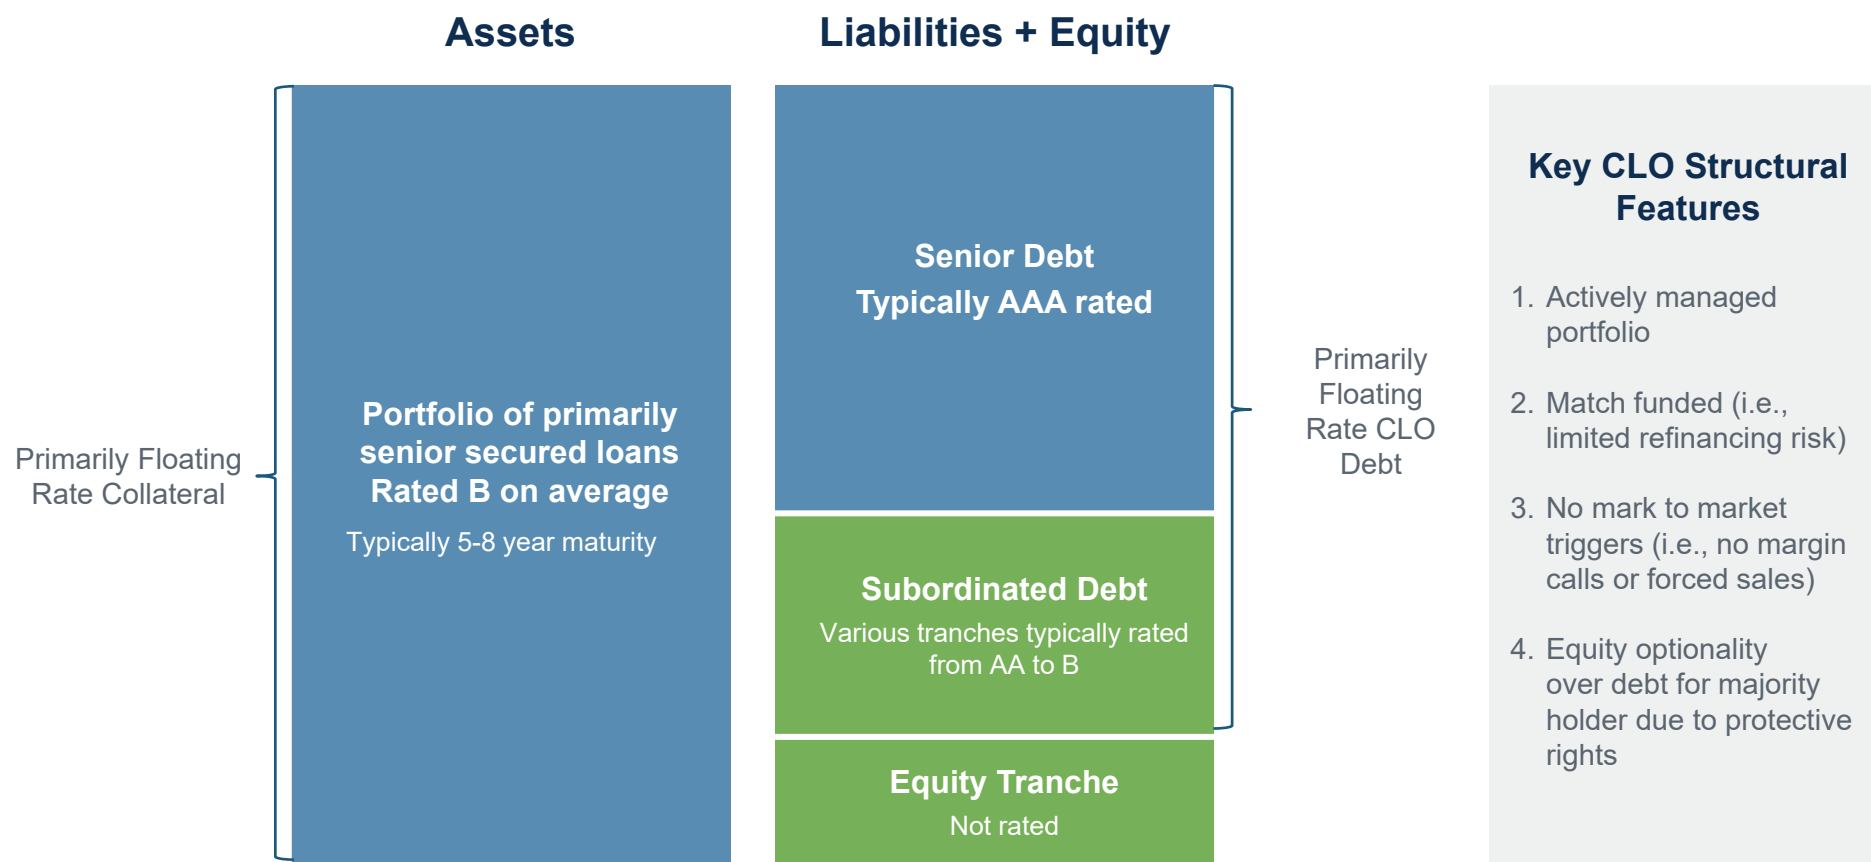 Assets
Liabilities + Equity
Primarily Floating
Rate Collateral
Portfolio of primarily
senior secured loans
Rated B on average
Typically 5-8 year maturity
Senior Debt
Typically AAA rated
Subordinated Debt
Various tranches typically rated
from AA to B
Equity Tranche
Not rated
Primarily
Floating
Rate CLO
Debt
Key CLO Structural
Features
1. Actively managed
portfolio
2. Match funded (i.e.,
limited refinancing risk)
3. No mark to market
triggers (i.e., no margin
calls or forced sales)
4. Equity optionality
over debt for majority
holder due to protective
rights